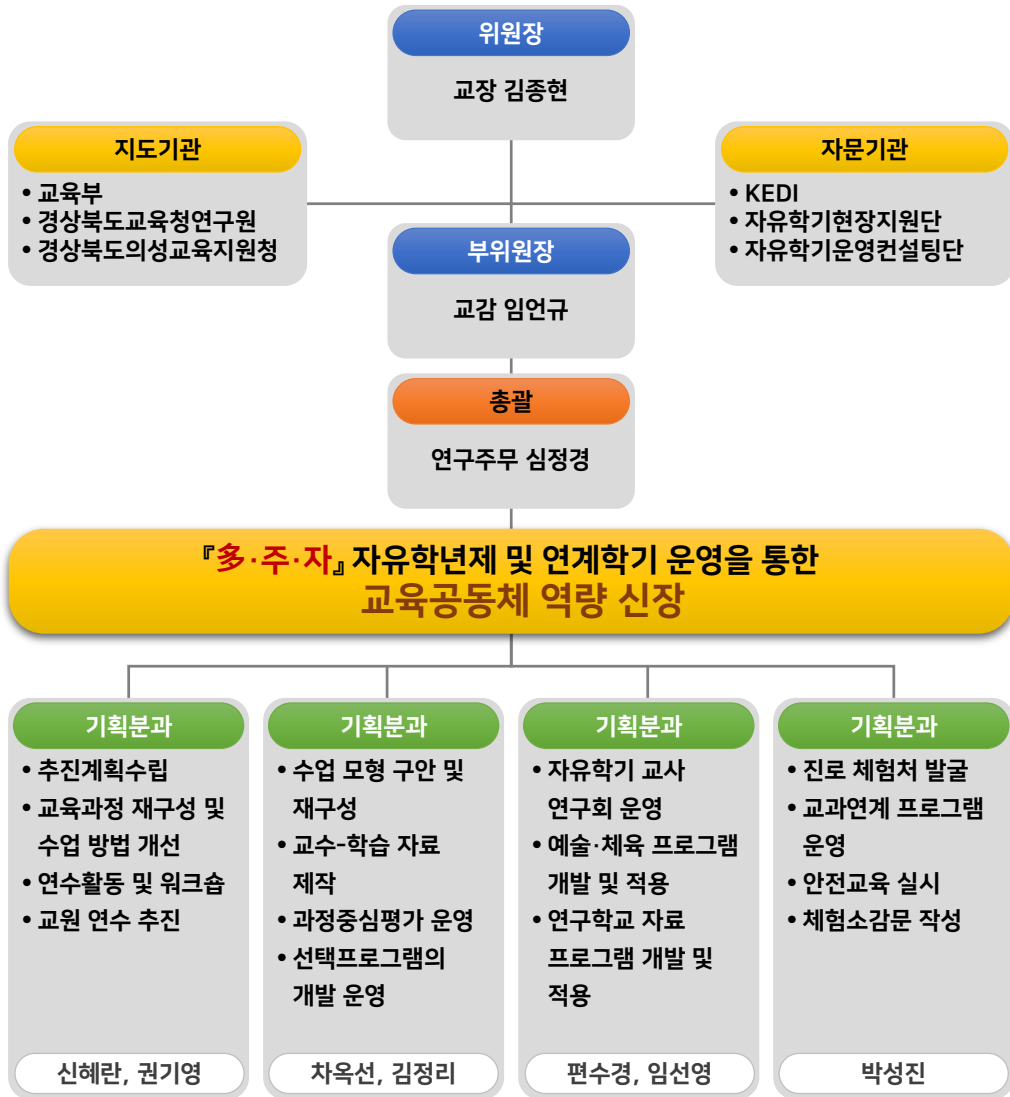 위원장
교장 김종현
지도기관
• 교육부
• 경상북도교육청연구원
• 경상북도의성교육지원청
자문기관
• KEDI
• 자유학기현장지원단
• 자유학기운영컨설팅단
부위원장
교감 임언규
총괄
연구주무 심정경
『多·주·자』 자유학년제 및 연계학기 운영을 통한
교육공동체 역량 신장
기획분과
• 추진계획수립
• 교육과정 재구성 및
수업 방법 개선
• 연수활동 및 워크숍
• 교원 연수 추진
신혜란, 권기영
기획분과
• 수업 모형 구안 및
재구성
• 교수-학습 자료
제작
• 과정중심평가 운영
• 선택프로그램의
개발 운영
차옥선, 김정리
기획분과
• 자유학기 교사
연구회 운영
• 예술·체육 프로그램
개발 및 적용
• 연구학교 자료
프로그램 개발 및
적용
편수경, 임선영
기획분과
• 진로 체험처 발굴
• 교과연계 프로그램
운영
• 안전교육 실시
• 체험소감문 작성
박성진